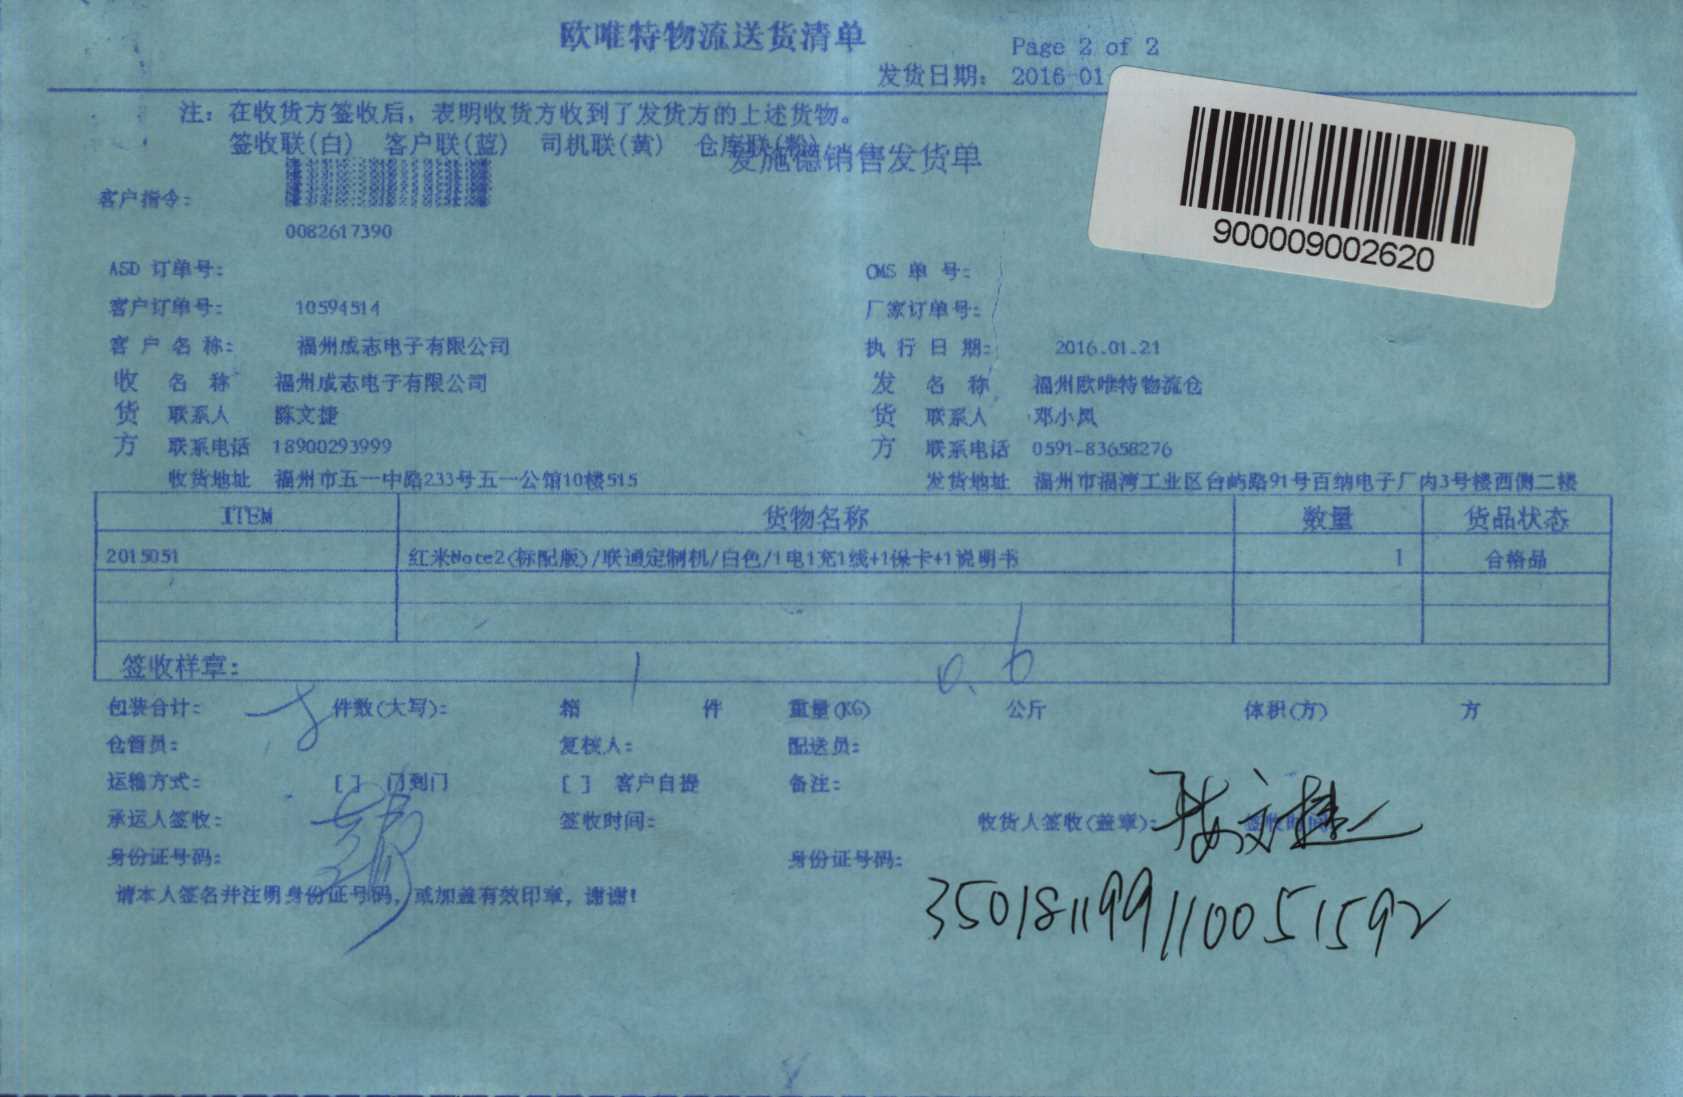 欧唯特物流送货清单
Page 2 of 2
发货日期： 2016-01
注：在收货方签收后，表明收货方收到了发货方的上述货物。
签收联(白) 客户联(蓝) 司机联(黄) 仓库联(粉)
爱施德销售发货单
900009002620
客户指令：
0082617390
ASD 订单号：
OMS 单 号：
客户订单号： 10594514
厂家订单号：
客 户 名 称： 福州成志电子有限公司
执 行 日 期： 2016.01.21
收 名 称 福州成志电子有限公司
发 名 称 福州欧唯特物流仓
货 联系人 陈文捷
货 联系人 邓小凤
方 联系电话 18900293999
方 联系电话 0591-83658276
收货地址 福州市五一中路233号五一公馆10楼515
发货地址 福州市福湾工业区台屿路91号百纳电子厂内3号楼西侧二楼
ITEM 货物名称 数量 货品状态
2015051 红米Note2(标配版)/联通定制机/白色/1电1充1线+1保卡+1说明书 1 合格品
签收样章：
1 0.6
包装合计： 件数(大写)： 箱 件 重量(KG) 公斤 体积(方) 方
仓管员： 复核人： 配送员：
运输方式： [ ] 门到门 [ ] 客户自提 备注：
承运人签收： 签收时间： 收货人签收(盖章)： 签收时间
身份证号码： 身份证号码：
请本人签名并注明身份证号码，或加盖有效印章，谢谢！
350181199110051592